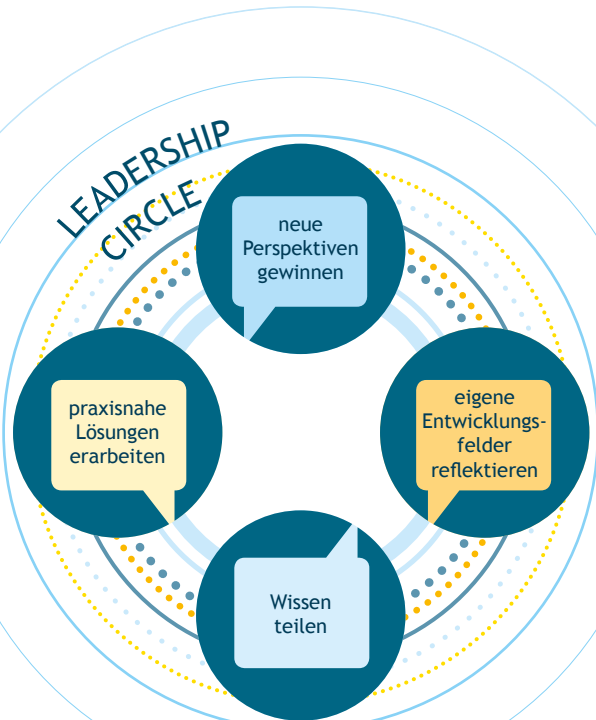 LEADERSHIP
CIRCLE
neue
Perspektiven
gewinnen
praxisnahe
Lösungen
erarbeiten
eigene
Entwicklungs-
felder
reflektieren
Wissen
teilen